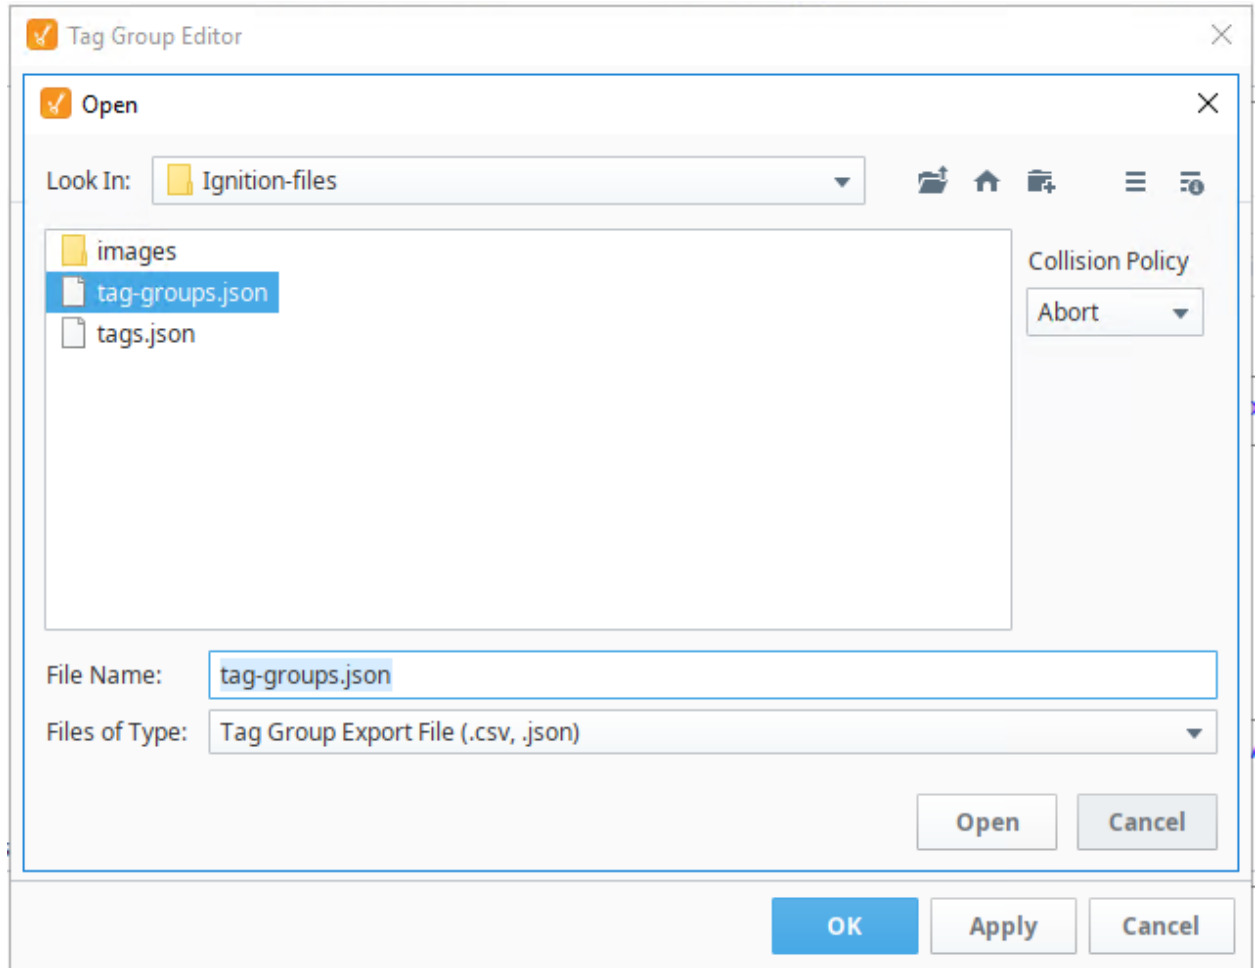 Tag Group Editor
Open
Look In: Ignition-files
images
tag-groups.json
tags.json
Collision Policy
Abort
File Name: tag-groups.json
Files of Type: Tag Group Export File (.csv, .json)
Open Cancel
OK Apply Cancel